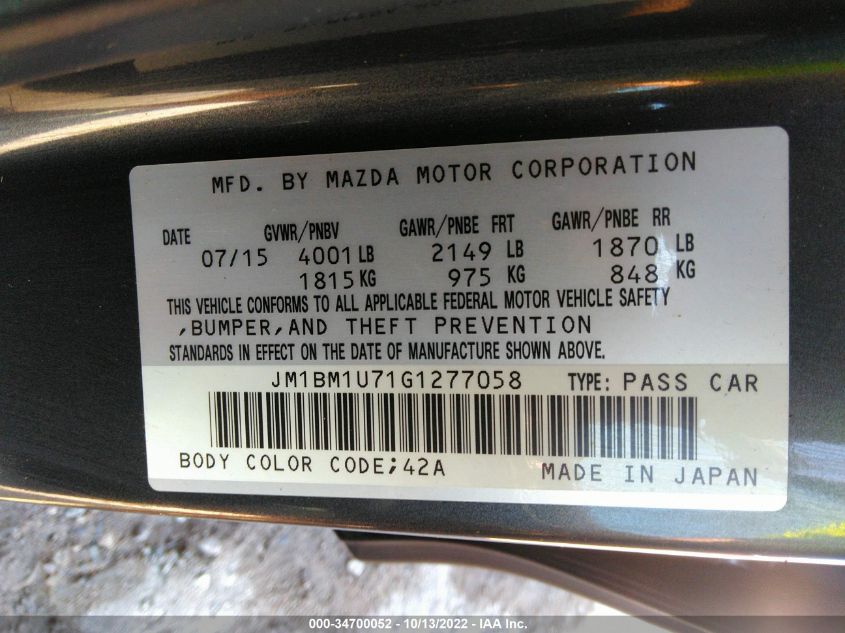 MFD. BY MAZDA MOTOR CORPORATION
DATE GVWR/PNBV GAWR/PNBE FRT GAWR/PNBE RR
07/15 4001 LB 2149 LB 1870 LB
1815 KG 975 KG 848 KG
THIS VEHICLE CONFORMS TO ALL APPLICABLE FEDERAL MOTOR VEHICLE SAFETY
,BUMPER,AND THEFT PREVENTION
STANDARDS IN EFFECT ON THE DATE OF MANUFACTURE SHOWN ABOVE.
JM1BM1U71G1277058 TYPE: PASS CAR
BODY COLOR CODE;42A MADE IN JAPAN
000-34700052 - 10/13/2022 - IAA Inc.